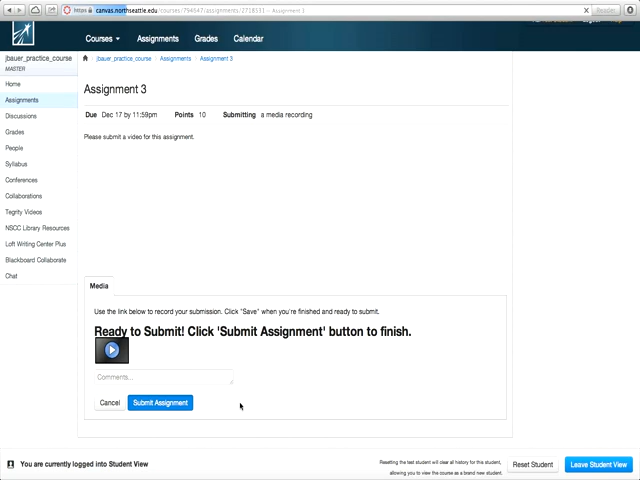 https canvas.northseattle.edu/courses/794647/assignments/2718531 — Assignment 3
Reader
Courses Assignments Grades Calendar
jbauer_practice_course
MASTER
jbauer_practice_course Assignments Assignment 3
Home
Assignments
Discussions
Grades
People
Syllabus
Conferences
Collaborations
Tegrity Videos
NSCC Library Resources
Loft Writing Center Plus
Blackboard Collaborate
Chat
Assignment 3
Due Dec 17 by 11:59pm Points 10 Submitting a media recording
Please submit a video for this assignment.
Media
Use the link below to record your submission. Click "Save" when you're finished and ready to submit.
Ready to Submit! Click 'Submit Assignment' button to finish.
Comments...
Cancel Submit Assignment
You are currently logged into Student View
Resetting the test student will clear all history for this student,
allowing you to view this course as a brand new student.
Reset Student
Leave Student View